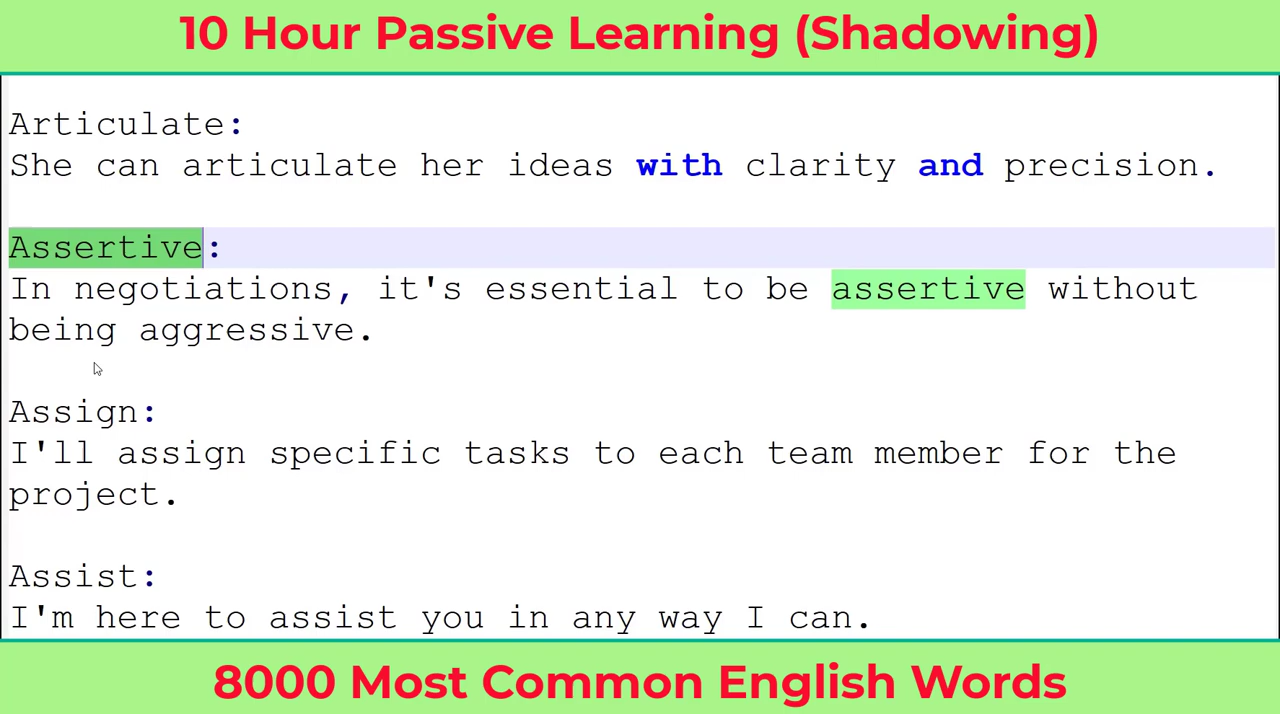 10 Hour Passive Learning (Shadowing)
Articulate:
She can articulate her ideas with clarity and precision.
Assertive:
In negotiations, it's essential to be assertive without
being aggressive.
Assign:
I'll assign specific tasks to each team member for the
project.
Assist:
I'm here to assist you in any way I can.
8000 Most Common English Words